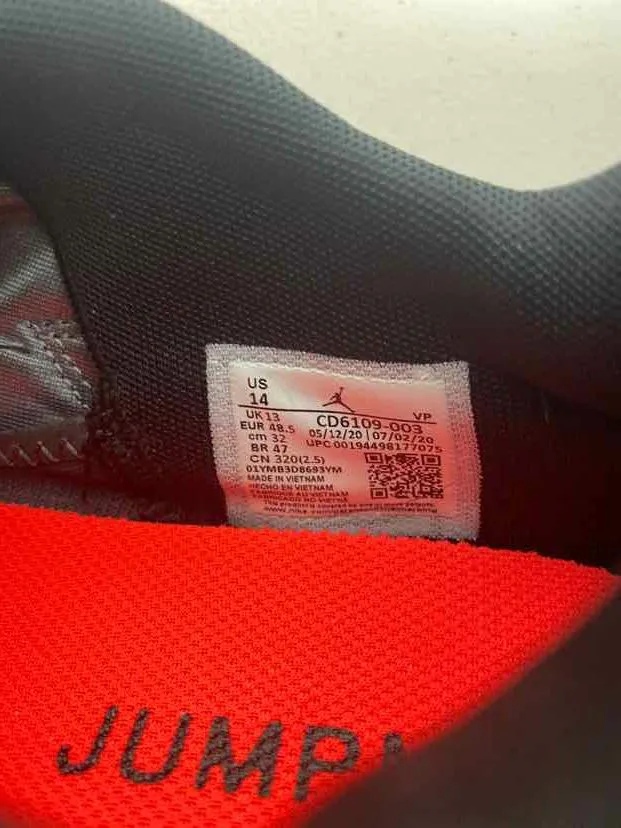 US
14
UK 13
EUR 48.5
cm 32
BR 47
CN 320(2.5)
VP
CD6109-003
05/12/20 | 07/02/20
UPC 00194498177075
01YMB3D8693YM
MADE IN VIETNAM
HECHO EN VIETNAM
FABRIQUE AU VIETNAM
FABRICADO NO VIETNA
JUMP